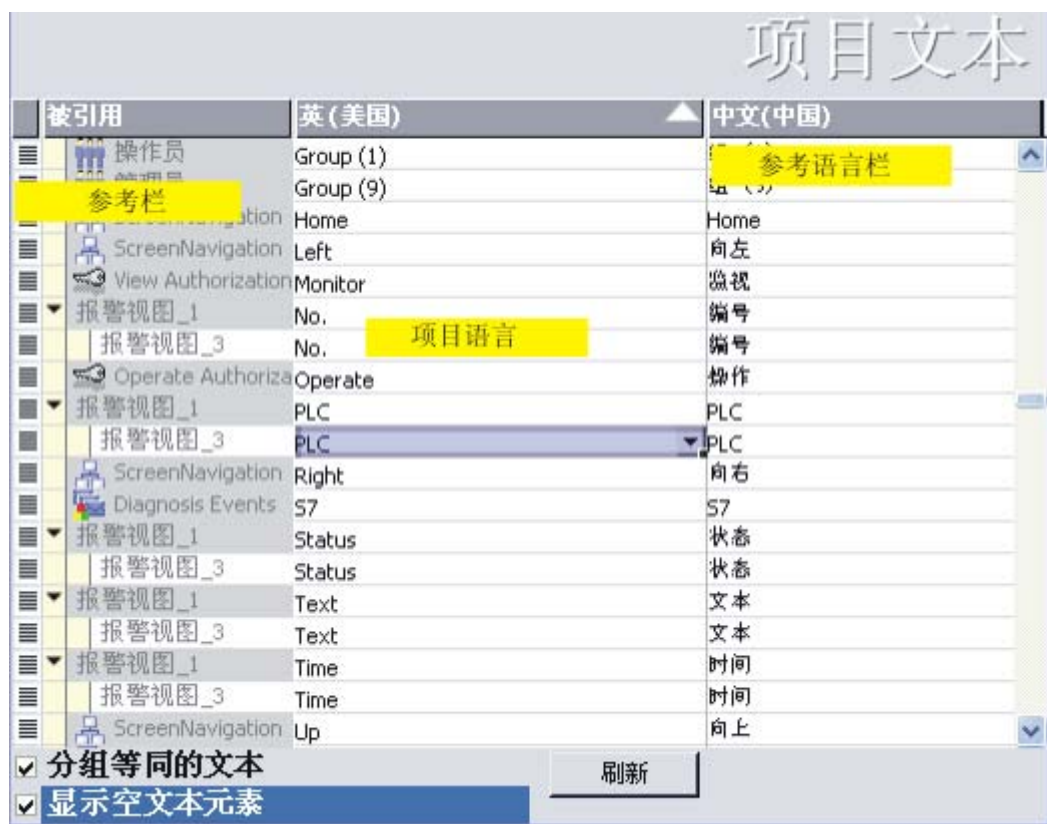 项目文本
被引用 英(美国) 中文(中国)
操作员 Group (1)
参考语言栏
Group (9)
参考栏
Home Home
ScreenNavigation Left 向左
View Authorization Monitor 监视
报警视图_1 No. 编号
项目语言
报警视图_3 No. 编号
Operate Authoriza Operate 操作
报警视图_1 PLC PLC
报警视图_3 PLC PLC
ScreenNavigation Right 向右
Diagnosis Events S7 S7
报警视图_1 Status 状态
报警视图_3 Status 状态
报警视图_1 Text 文本
报警视图_3 Text 文本
报警视图_1 Time 时间
报警视图_3 Time 时间
ScreenNavigation Up 向上
分组等同的文本 刷新
显示空文本元素